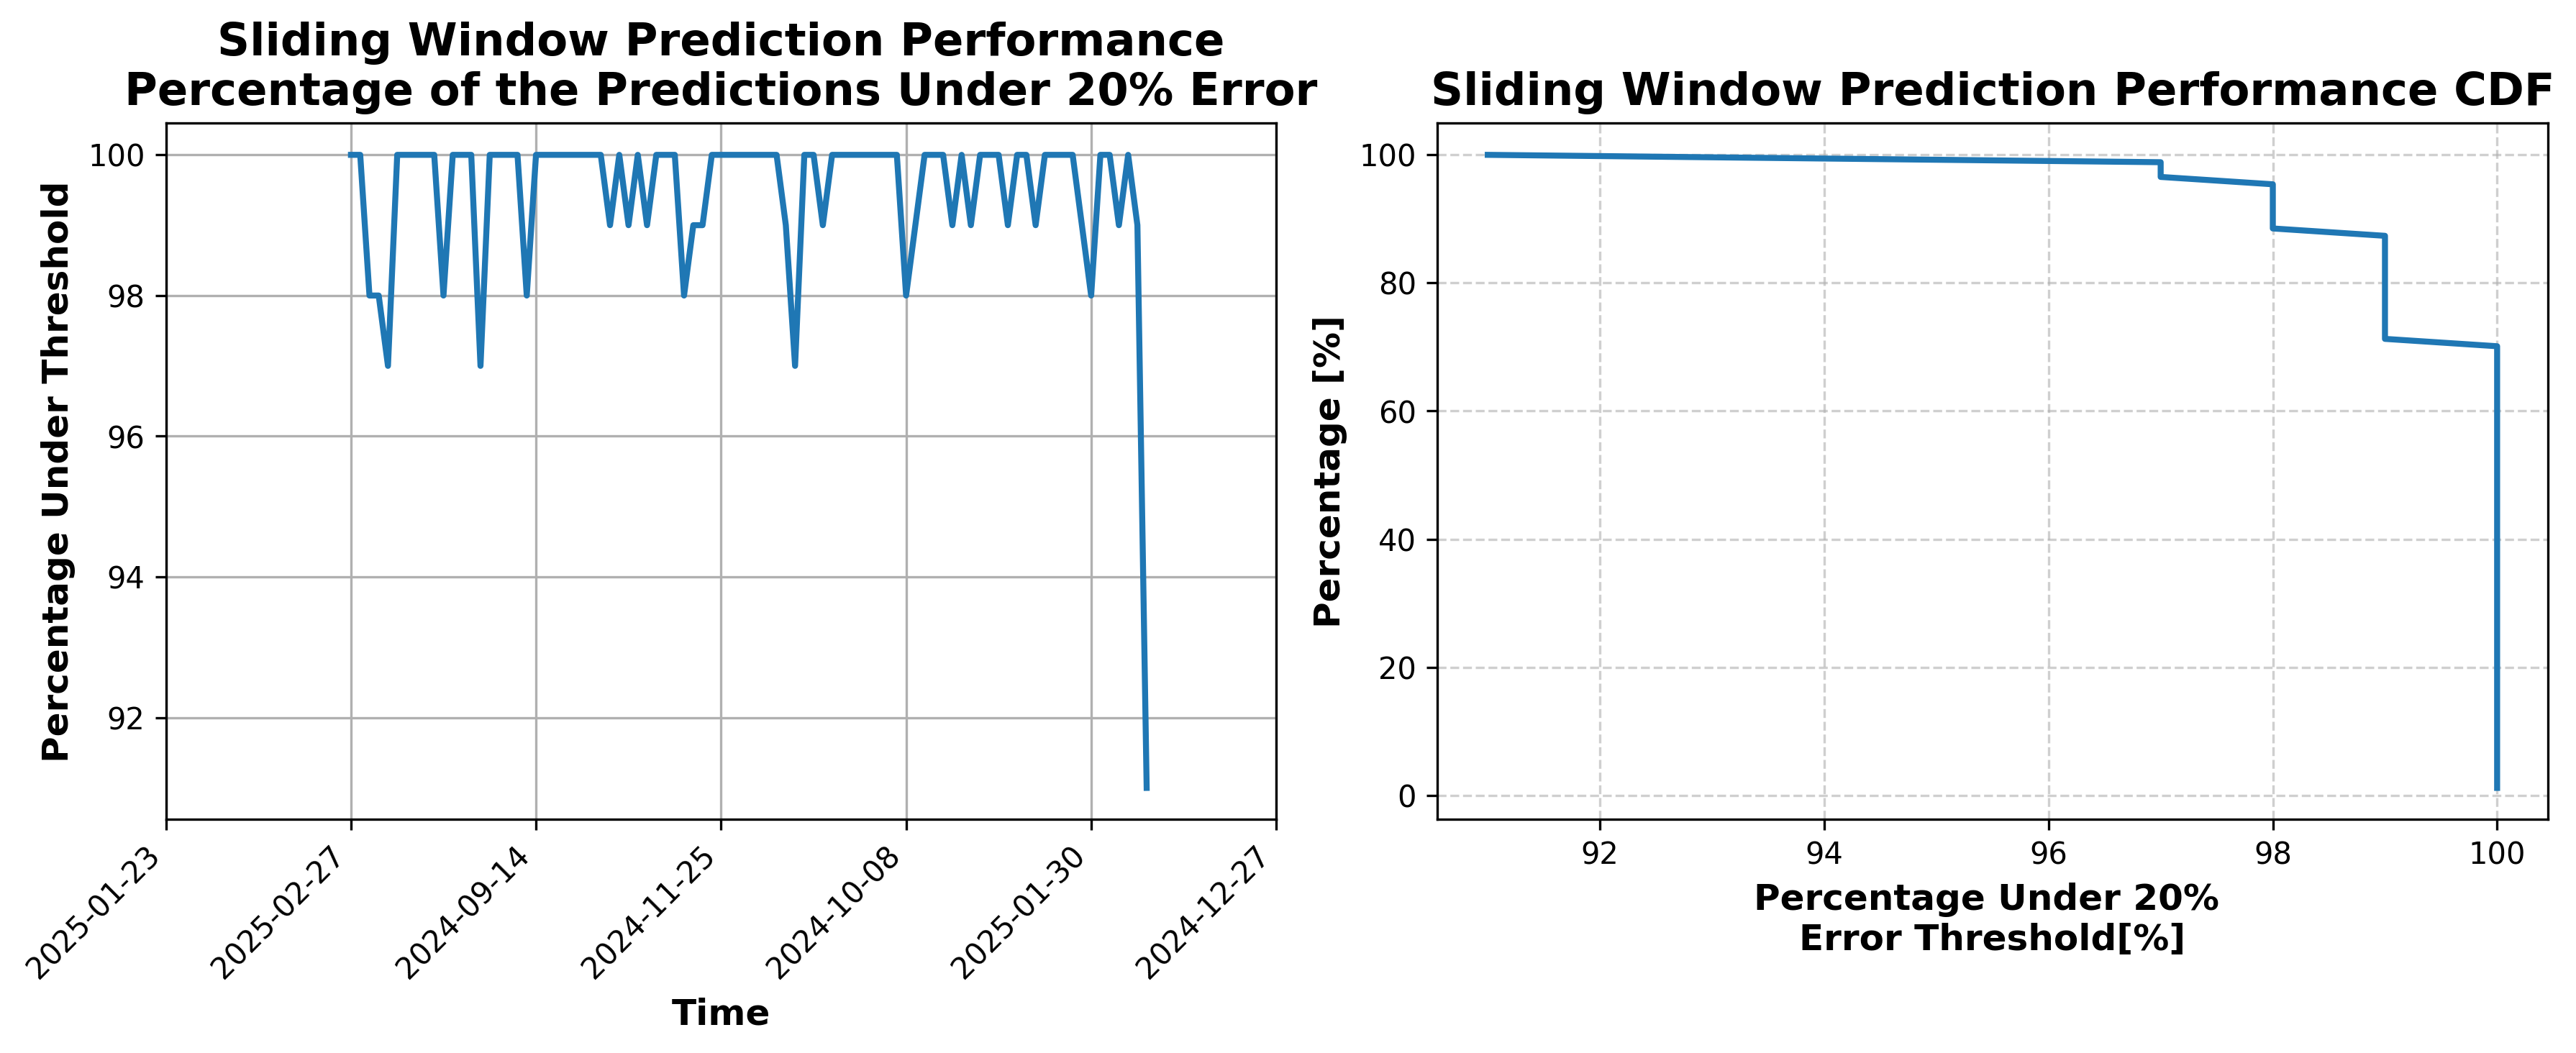 Sliding Window Prediction Performance
Percentage of the Predictions Under 20% Error
Percentage Under Threshold
100
98
96
94
92
2025-01-23
2025-02-27
2024-09-14
2024-11-25
2024-10-08
2025-01-30
2024-12-27
Time
Sliding Window Prediction Performance CDF
Percentage [%]
100
80
60
40
20
0
92
94
96
98
100
Percentage Under 20%
Error Threshold[%]